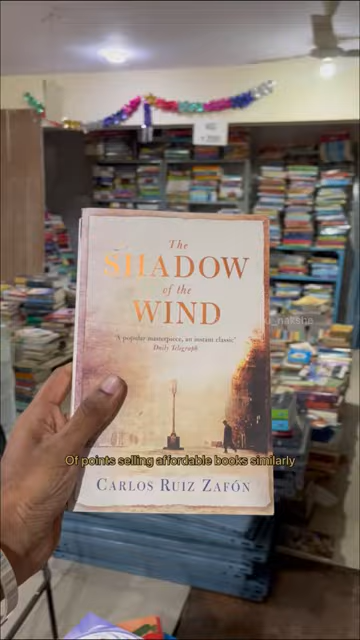 The
SHADOW
of the
WIND
'A popular masterpiece, an instant classic'
Daily Telegraph
Of points selling affordable books similarly
CARLOS RUIZ ZAFÓN